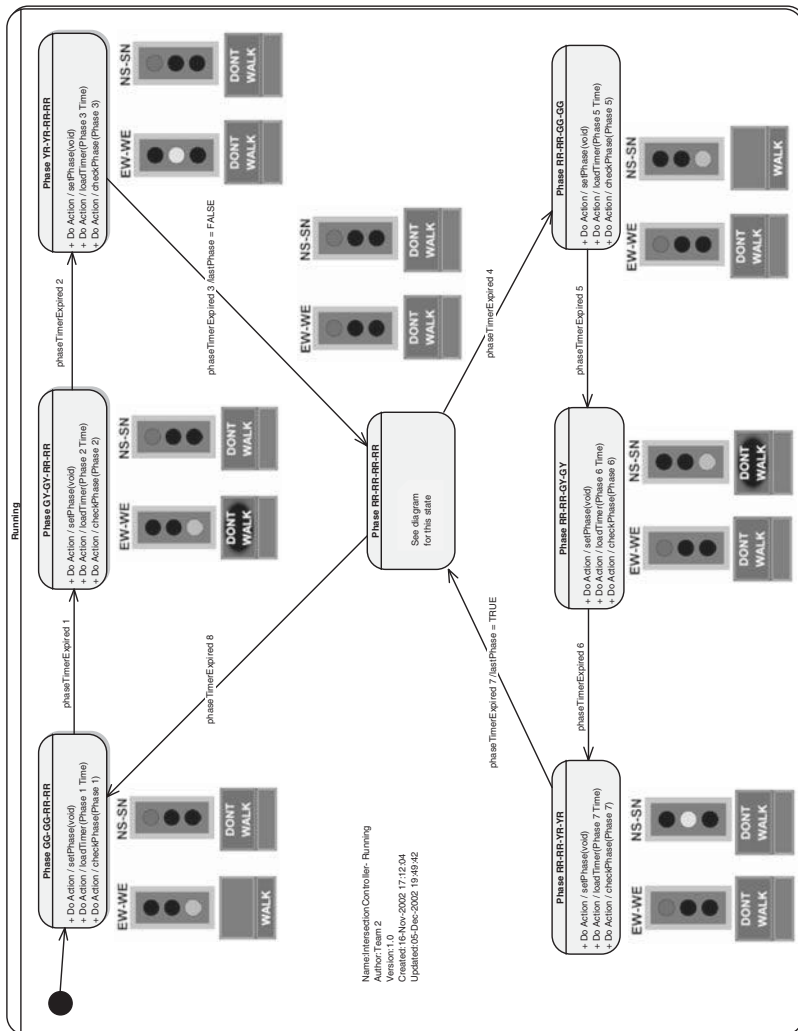 Running
Phase GG-GG-RR-RR
+ Do Action / setPhase(void)
+ Do Action / loadTimer(Phase 1 Time)
+ Do Action / checkPhase(Phase 1)
EW-WE
NS-SN
WALK
DONT
WALK
phaseTimerExpired 1
Phase GY-GY-RR-RR
+ Do Action / setPhase(void)
+ Do Action / loadTimer(Phase 2 Time)
+ Do Action / checkPhase(Phase 2)
EW-WE
NS-SN
DONT
WALK
DONT
WALK
phaseTimerExpired 2
Phase YR-YR-RR-RR
+ Do Action / setPhase(void)
+ Do Action / loadTimer(Phase 3 Time)
+ Do Action / checkPhase(Phase 3)
EW-WE
NS-SN
DONT
WALK
DONT
WALK
phaseTimerExpired 3 /lastPhase = FALSE
phaseTimerExpired 8
Phase RR-RR-RR-RR
See diagram
for this state
EW-WE
NS-SN
DONT
WALK
DONT
WALK
Name:IntersectionController- Running
Author:Team 2
Version:1.0
Created:16-Nov-2002 17:12:04
Updated:05-Dec-2002 19:49:42
phaseTimerExpired 7 /lastPhase = TRUE
phaseTimerExpired 4
Phase RR-RR-YR-YR
+ Do Action / setPhase(void)
+ Do Action / loadTimer(Phase 7 Time)
+ Do Action / checkPhase(Phase 7)
EW-WE
NS-SN
DONT
WALK
DONT
WALK
phaseTimerExpired 6
Phase RR-RR-GY-GY
+ Do Action / setPhase(void)
+ Do Action / loadTimer(Phase 6 Time)
+ Do Action / checkPhase(Phase 6)
EW-WE
NS-SN
DONT
WALK
DONT
WALK
phaseTimerExpired 5
Phase RR-RR-GG-GG
+ Do Action / setPhase(void)
+ Do Action / loadTimer(Phase 5 Time)
+ Do Action / checkPhase(Phase 5)
EW-WE
NS-SN
DONT
WALK
WALK